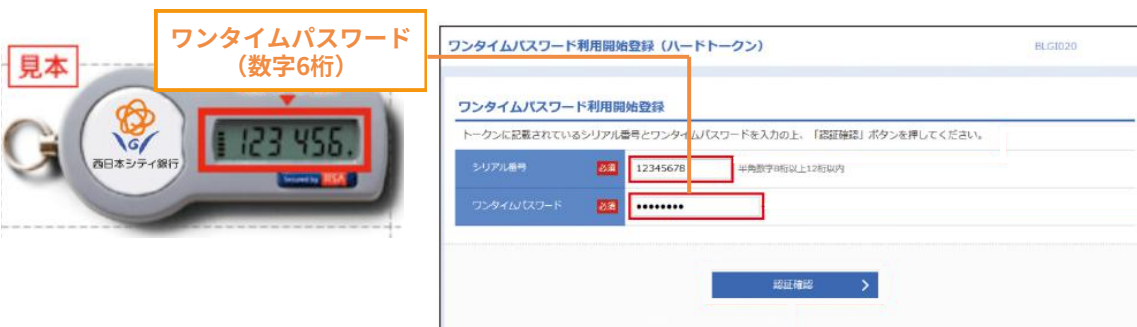 見本
ワンタイムパスワード
（数字6桁）
西日本シティ銀行
123 456.
Secured by RSA
ワンタイムパスワード利用開始登録（ハードトークン）
BLGI020
ワンタイムパスワード利用開始登録
トークンに記載されているシリアル番号とワンタイムパスワードを入力の上、「認証確認」ボタンを押してください。
シリアル番号 必須 12345678 半角数字8桁以上12桁以内
ワンタイムパスワード 必須 ••••••••
認証確認